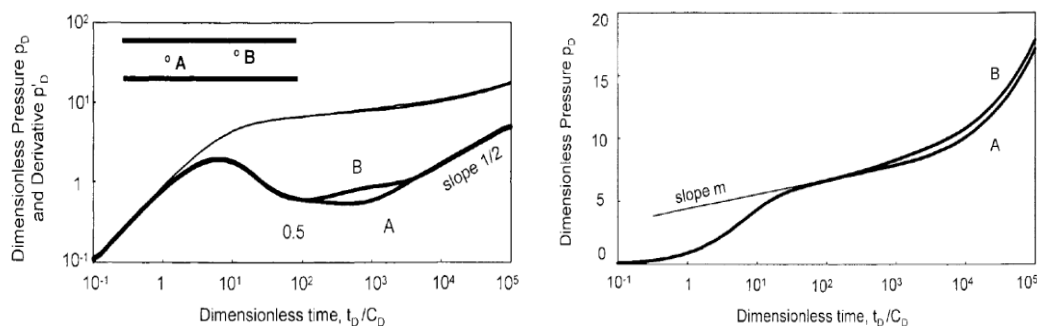 Dimensionless Pressure p_D
and Derivative p'_D
10²
10¹
1
10⁻¹
° A
° B
B
A
0.5
slope 1/2
10⁻¹
1
10¹
10²
10³
10⁴
10⁵
Dimensionless time, t_D/C_D
Dimensionless Pressure p_D
20
15
10
5
0
slope m
B
A
10⁻¹
1
10¹
10²
10³
10⁴
10⁵
Dimensionless time, t_D/C_D